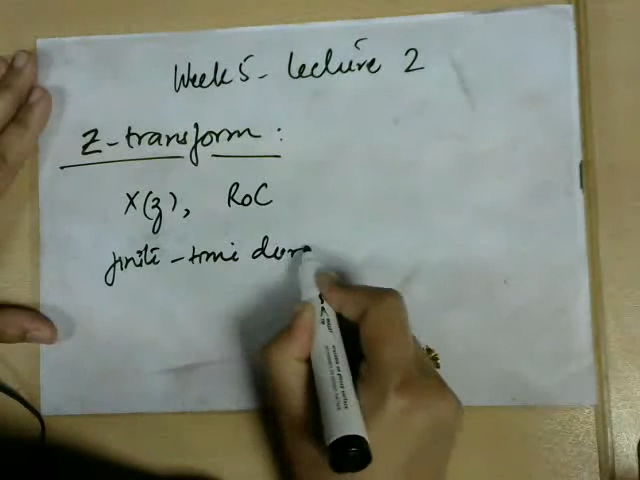 Week 5 - Lecture 2
Z-transform :
X(z), RoC
finite - time dur